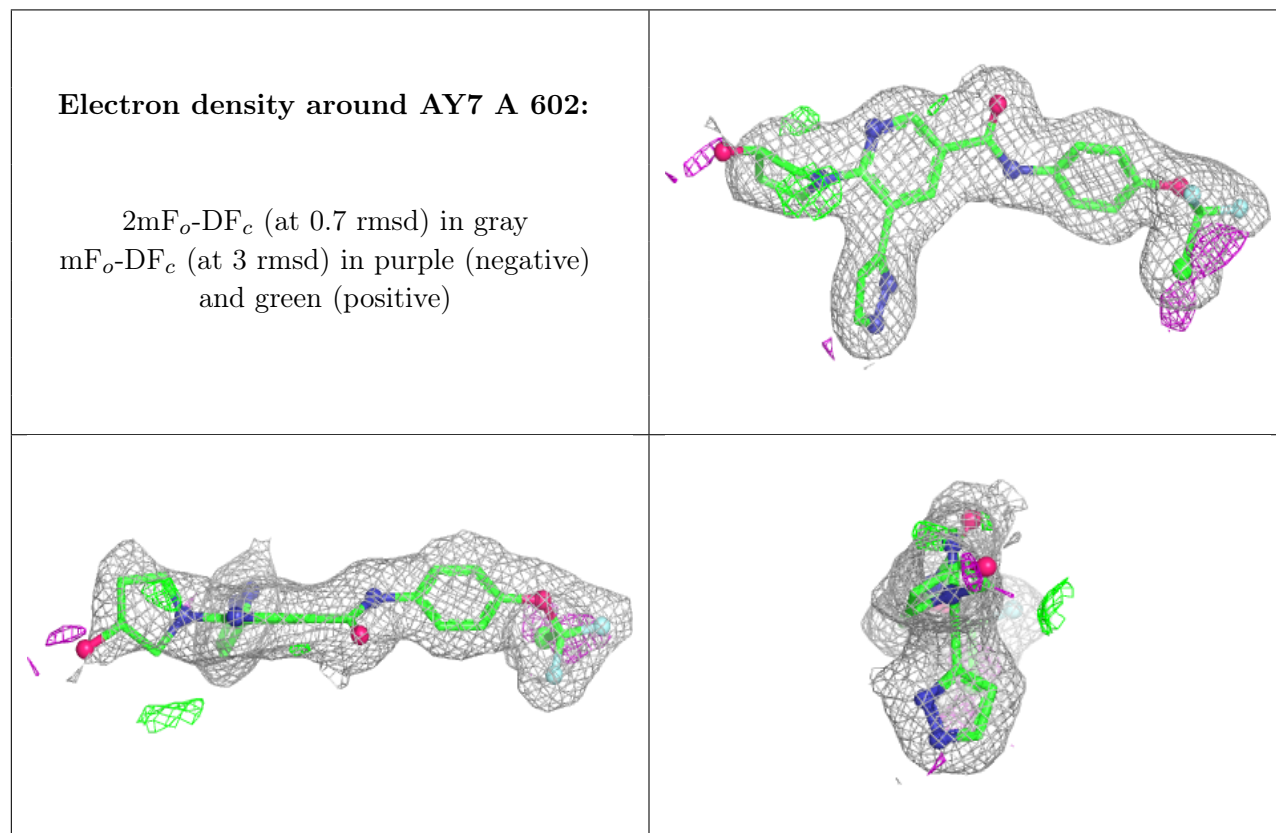 Electron density around AY7 A 602:
2mFo-DFc (at 0.7 rmsd) in gray
mFo-DFc (at 3 rmsd) in purple (negative)
and green (positive)